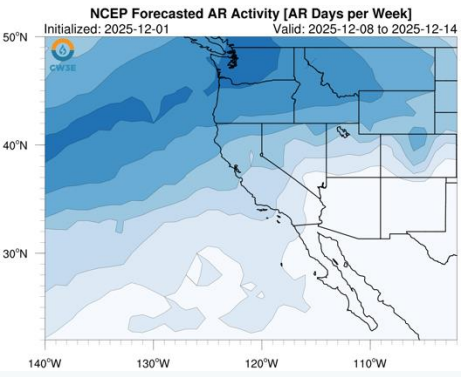 NCEP Forecasted AR Activity [AR Days per Week]
Initialized: 2025-12-01 Valid: 2025-12-08 to 2025-12-14
50°N
CW3E
40°N
30°N
140°W 130°W 120°W 110°W